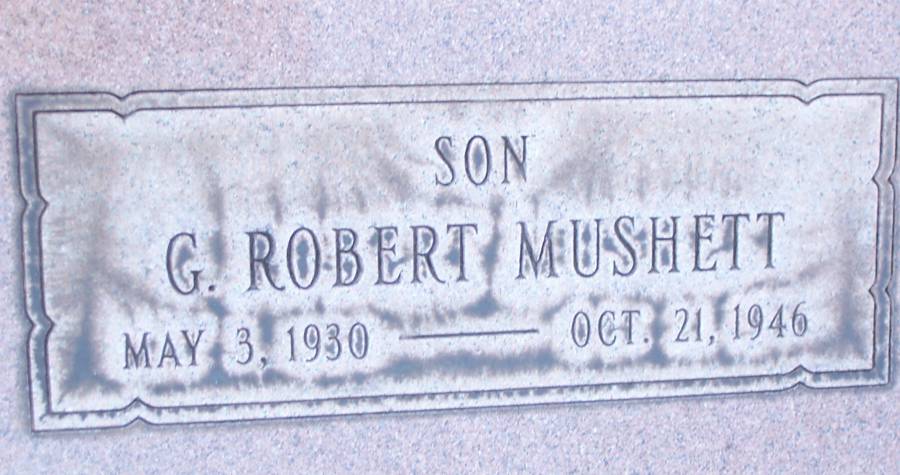 SON
G. ROBERT MUSHETT
MAY 3, 1930 — OCT. 21, 1946